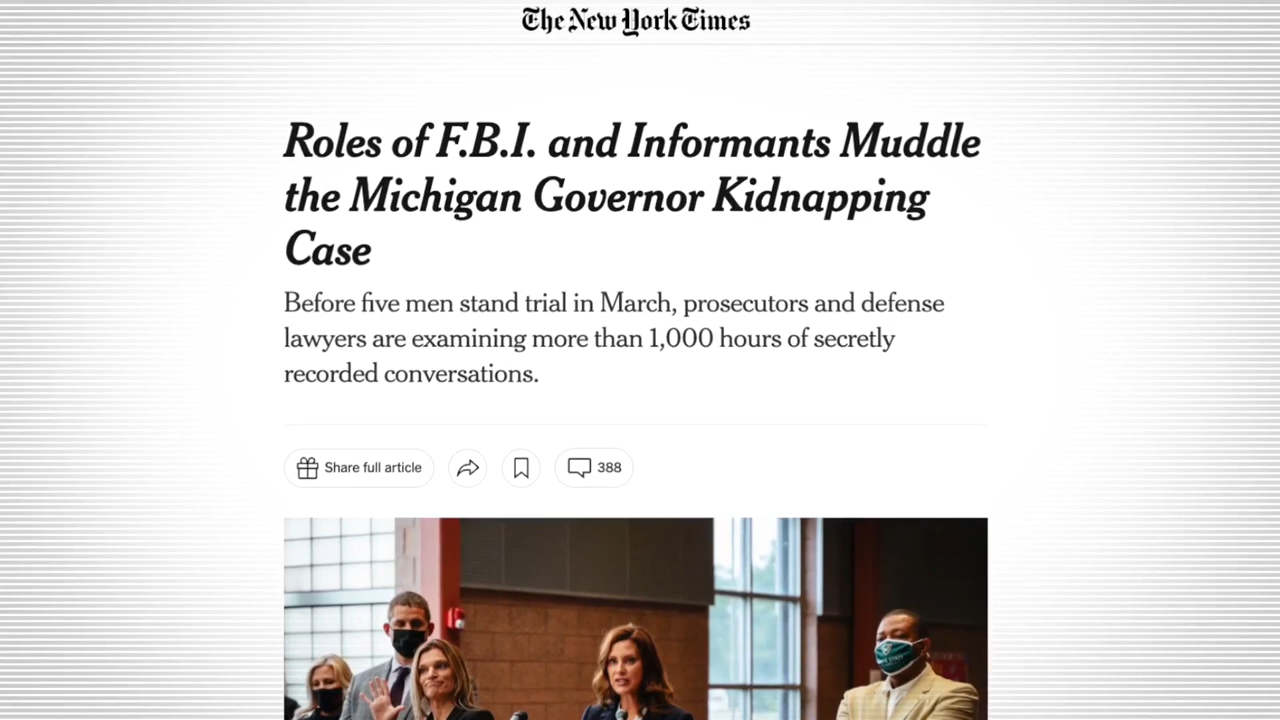 The New York Times
Roles of F.B.I. and Informants Muddle
the Michigan Governor Kidnapping
Case
Before five men stand trial in March, prosecutors and defense
lawyers are examining more than 1,000 hours of secretly
recorded conversations.
Share full article
388